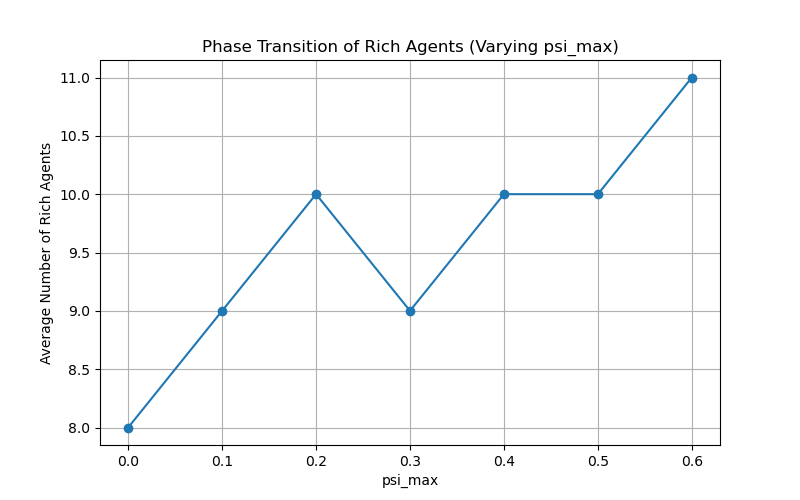 Phase Transition of Rich Agents (Varying psi_max)
Average Number of Rich Agents
11.0
10.5
10.0
9.5
9.0
8.5
8.0
0.0 0.1 0.2 0.3 0.4 0.5 0.6
psi_max